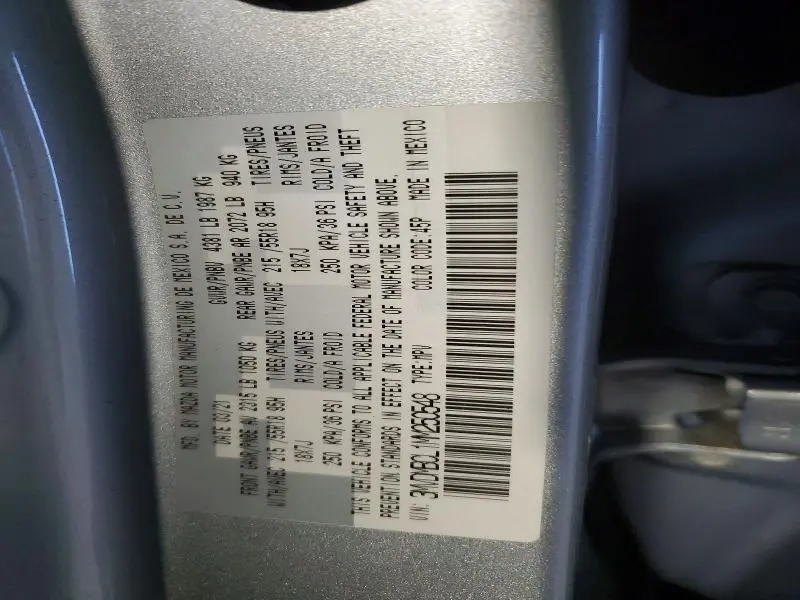 MFD. BY MAZDA MOTOR MANUFACTURING DE MEXICO S.A. DE C.V.
DATE 03/21 GVWR/PNBV 4381 LB 1987 KG
FRONT GAWR/PNBE AV 2315 LB 1050 KG REAR GAWR/PNBE AR 2072 LB 940 KG
WITH/AVEC 215 /55R18 95H TIRES/PNEUS WITH/AVEC 215 /55R18 95H TIRES/PNEUS
18X7J RIMS/JANTES 18X7J RIMS/JANTES
250 KPA/36 PSI COLD/A FROID 250 KPA/36 PSI COLD/A FROID
THIS VEHICLE CONFORMS TO ALL APPLICABLE FEDERAL MOTOR VEHICLE SAFETY AND THEFT
PREVENTION STANDARDS IN EFFECT ON THE DATE OF MANUFACTURE SHOWN ABOVE.
VIN: 3MVDMBCL1MM250548 TYPE:MPV COLOR CODE:45P MADE IN MEXICO